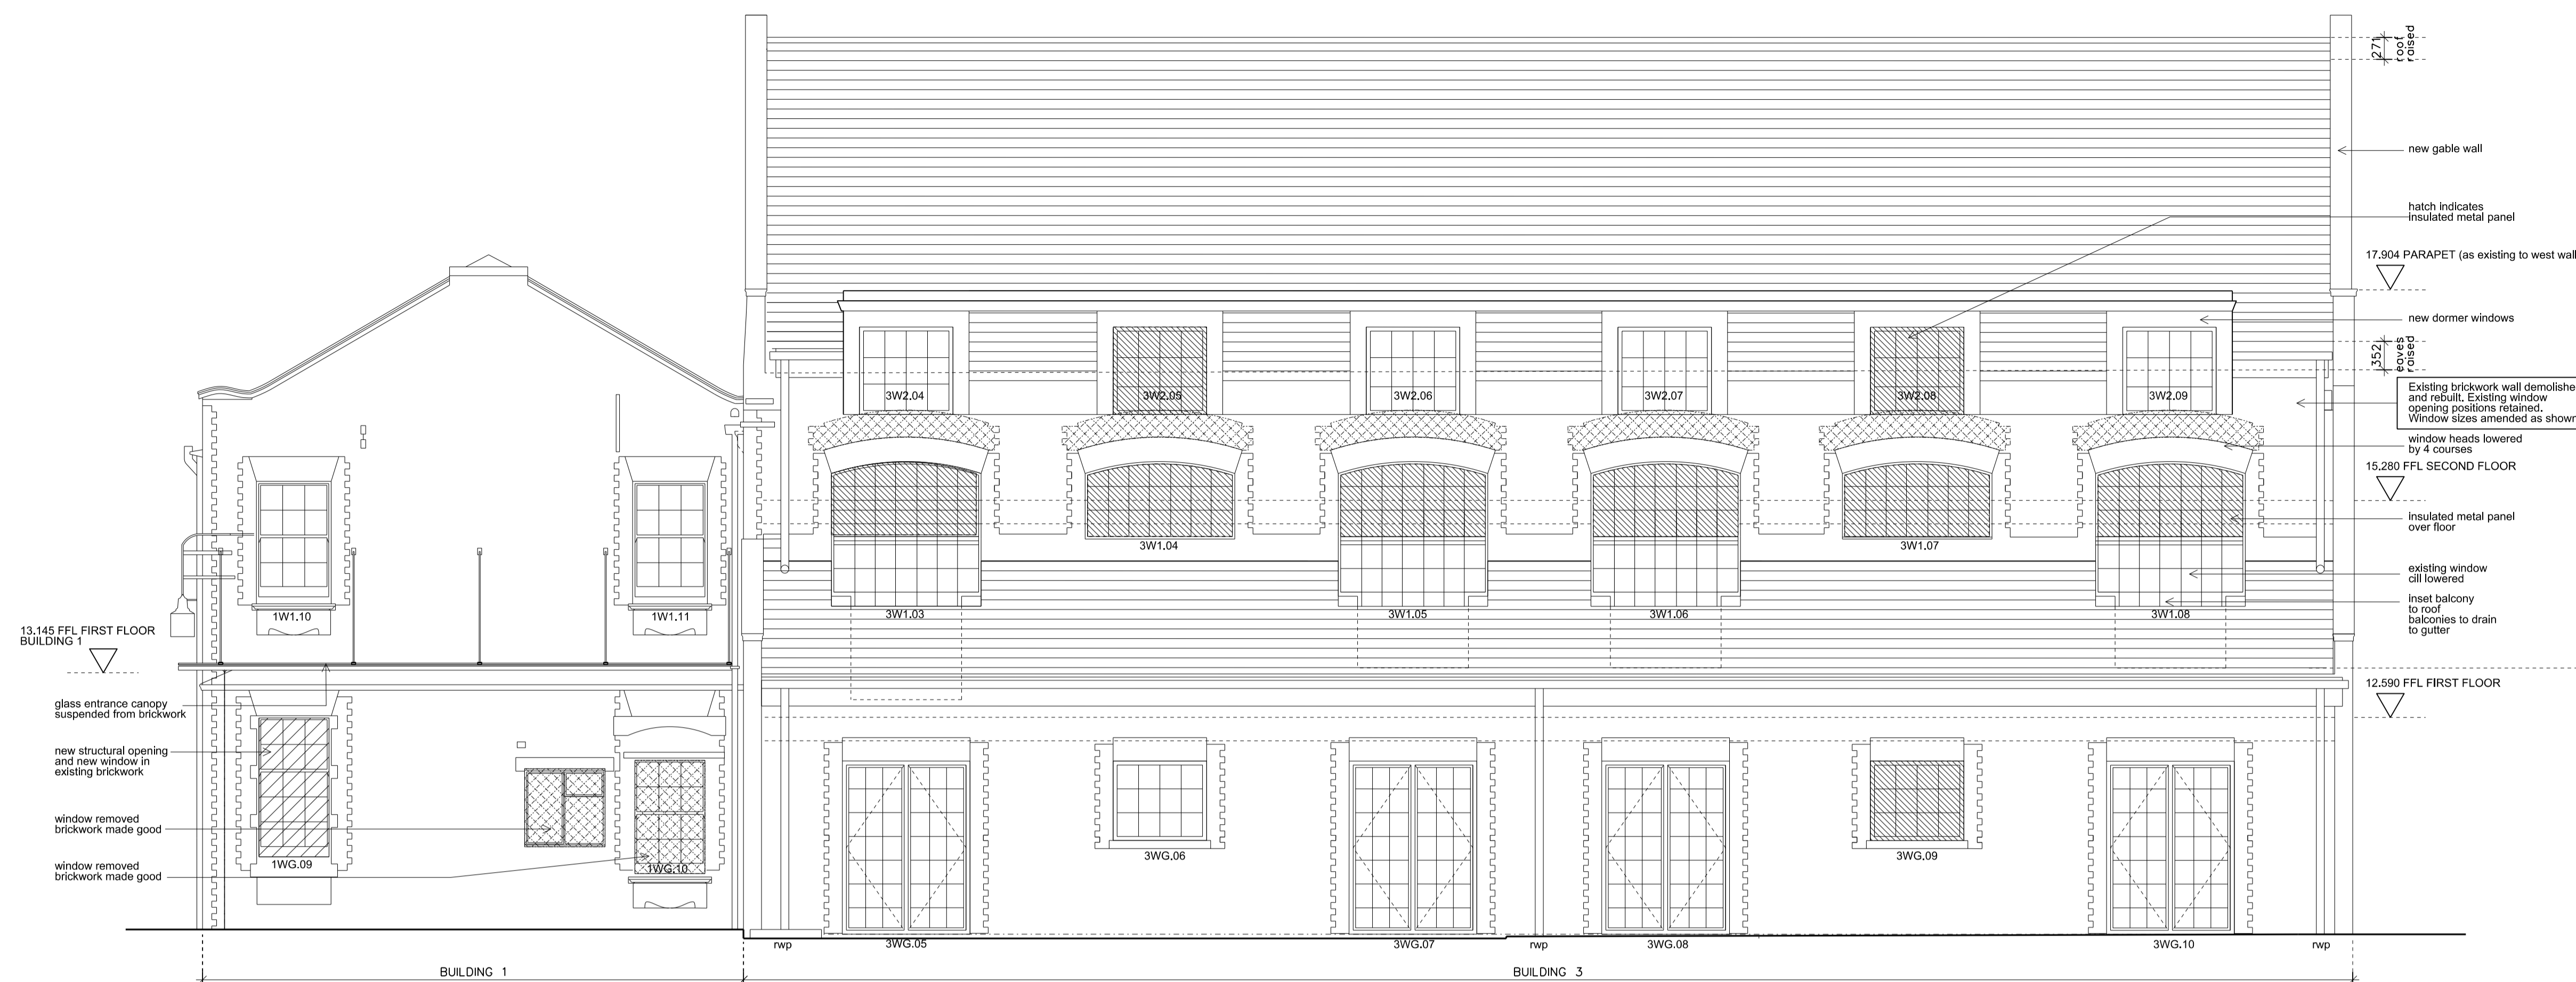 271
roof
raised
new gable wall
hatch indicates
insulated metal panel
17.904 PARAPET (as existing to west wall
new dormer windows
352
eaves
raised
3W2.04
3W2.05
3W2.06
3W2.07
3W2.08
3W2.09
Existing brickwork wall demolishe
and rebuilt. Existing window
opening positions retained.
Window sizes amended as shown
window heads lowered
by 4 courses
15.280 FFL SECOND FLOOR
insulated metal panel
over floor
3W1.04
3W1.07
existing window
cill lowered
inset balcony
to roof
balconies to drain
to gutter
1W1.10
1W1.11
3W1.03
3W1.05
3W1.06
3W1.08
13.145 FFL FIRST FLOOR
BUILDING 1
12.590 FFL FIRST FLOOR
glass entrance canopy
suspended from brickwork
new structural opening
and new window in
existing brickwork
window removed
brickwork made good
window removed
brickwork made good
1WG.09
1WG.10
3WG.06
3WG.09
rwp
3WG.05
3WG.07
rwp
3WG.08
3WG.10
rwp
BUILDING 1
BUILDING 3